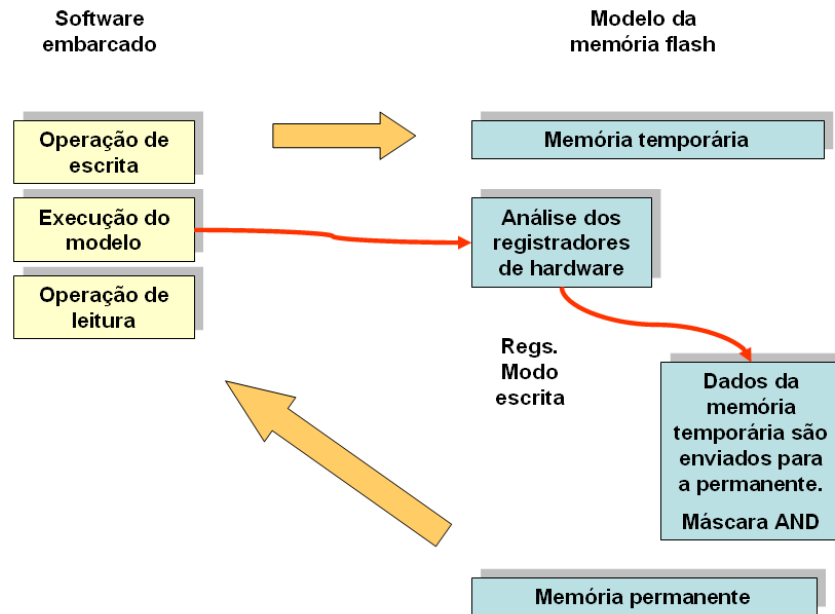 Software
embarcado
Modelo da
memória flash
Operação de
escrita
Memória temporária
Execução do
modelo
Análise dos
registradores
de hardware
Operação de
leitura
Regs.
Modo
escrita
Dados da
memória
temporária são
enviados para
a permanente.
Máscara AND
Memória permanente